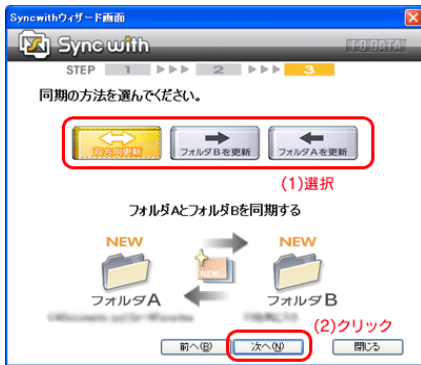 Syncwithウィザード画面
Sync with
I-O DATA
STEP 1 ▶▶▶ 2 ▶▶▶ 3
同期の方法を選んでください。
双方向更新 フォルダBを更新 フォルダAを更新
(1)選択
フォルダAとフォルダBを同期する
NEW NEW
NEW
フォルダA フォルダB
(2)クリック
前へ(B) 次へ(N) 閉じる